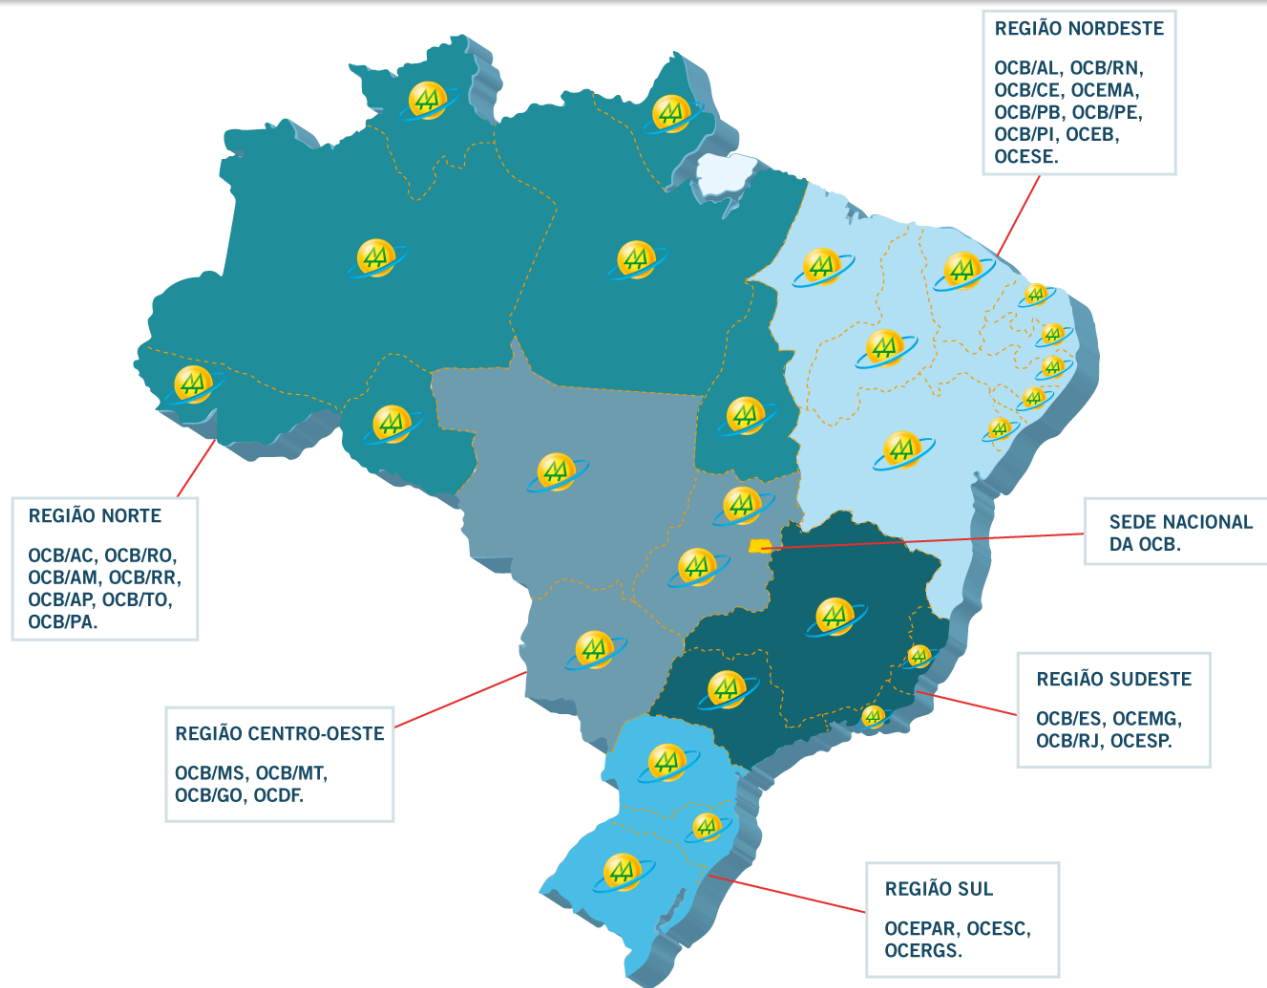 REGIÃO NORDESTE
OCB/AL, OCB/RN,
OCB/CE, OCEMA,
OCB/PB, OCB/PE,
OCB/PI, OCEB,
OCESE.
REGIÃO NORTE
OCB/AC, OCB/RO,
OCB/AM, OCB/RR,
OCB/AP, OCB/TO,
OCB/PA.
SEDE NACIONAL
DA OCB.
REGIÃO SUDESTE
OCB/ES, OCEMG,
OCB/RJ, OCESP.
REGIÃO CENTRO-OESTE
OCB/MS, OCB/MT,
OCB/GO, OCDF.
REGIÃO SUL
OCEPAR, OCESC,
OCERGS.